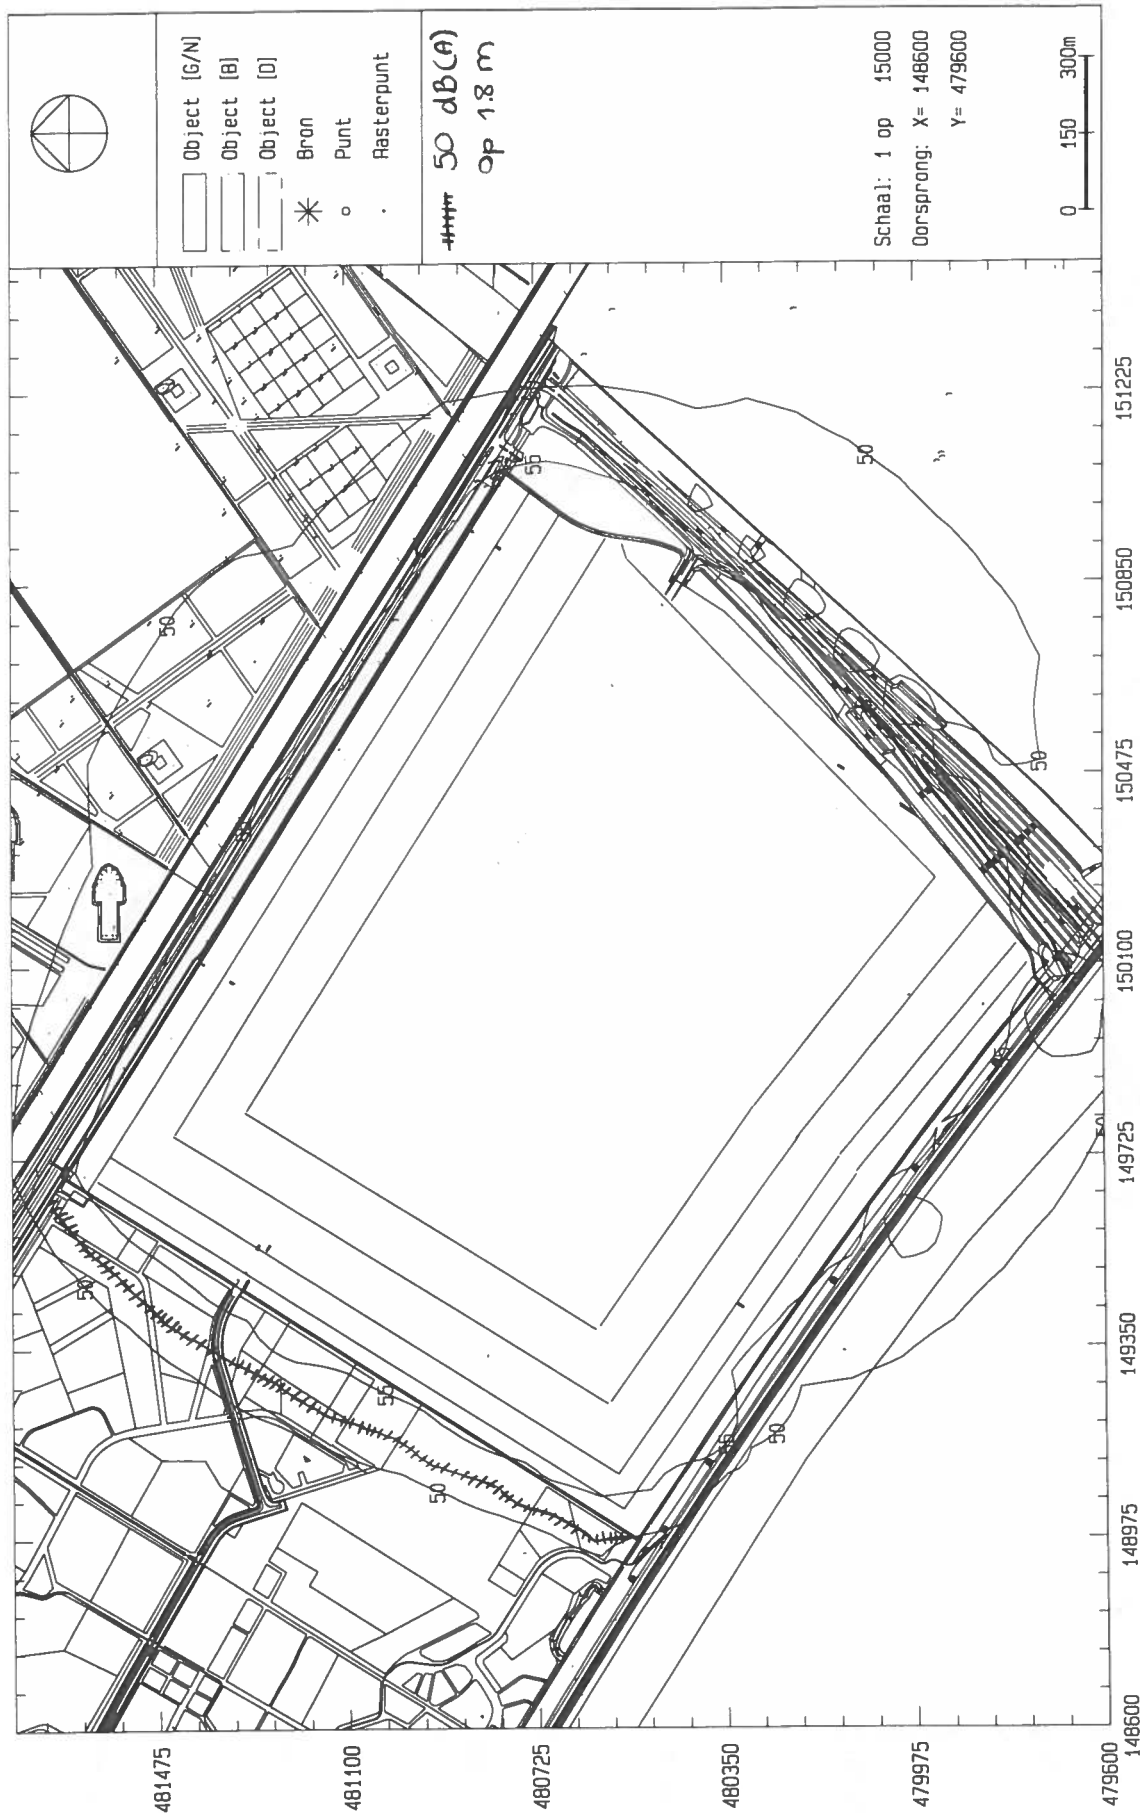 Object [G/N]
Object [B]
Object [D]
Bron
Punt
Rasterpunt
50 dB(A)
op 1.8 m
Schaal: 1 op 15000
Oorsprong: X= 148600
Y= 479600
0 150 300m
50
55
50
50
50
55
50
55
50
50
481475
481100
480725
480350
479975
479600
148600
148975
149350
149725
150100
150475
150850
151225